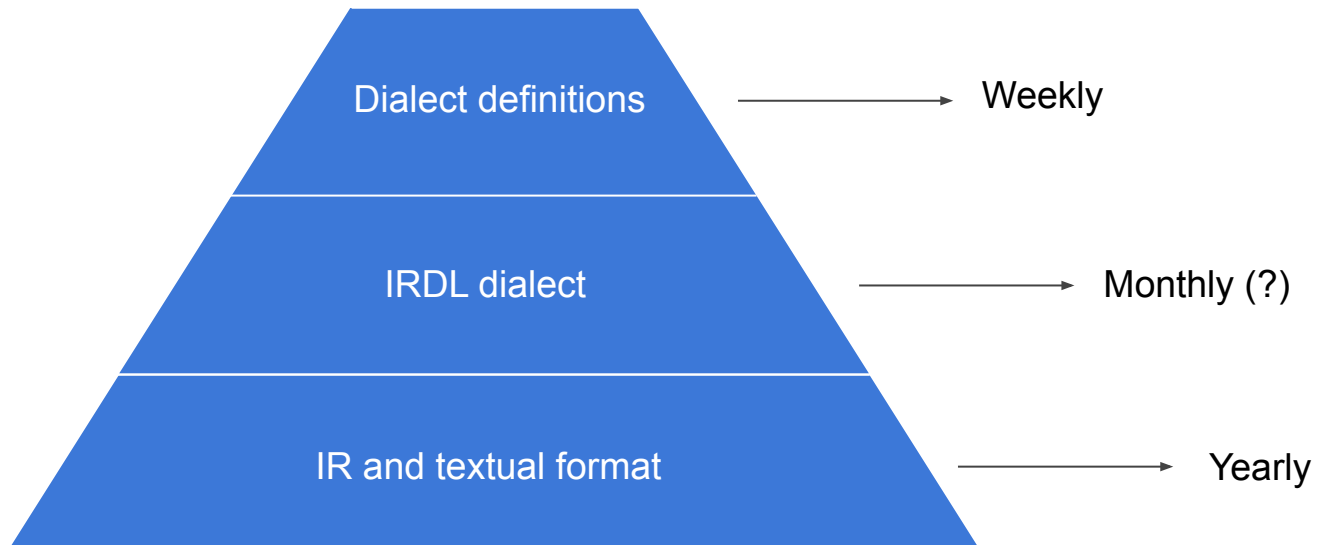 Dialect definitions
Weekly
IRDL dialect
Monthly (?)
IR and textual format
Yearly